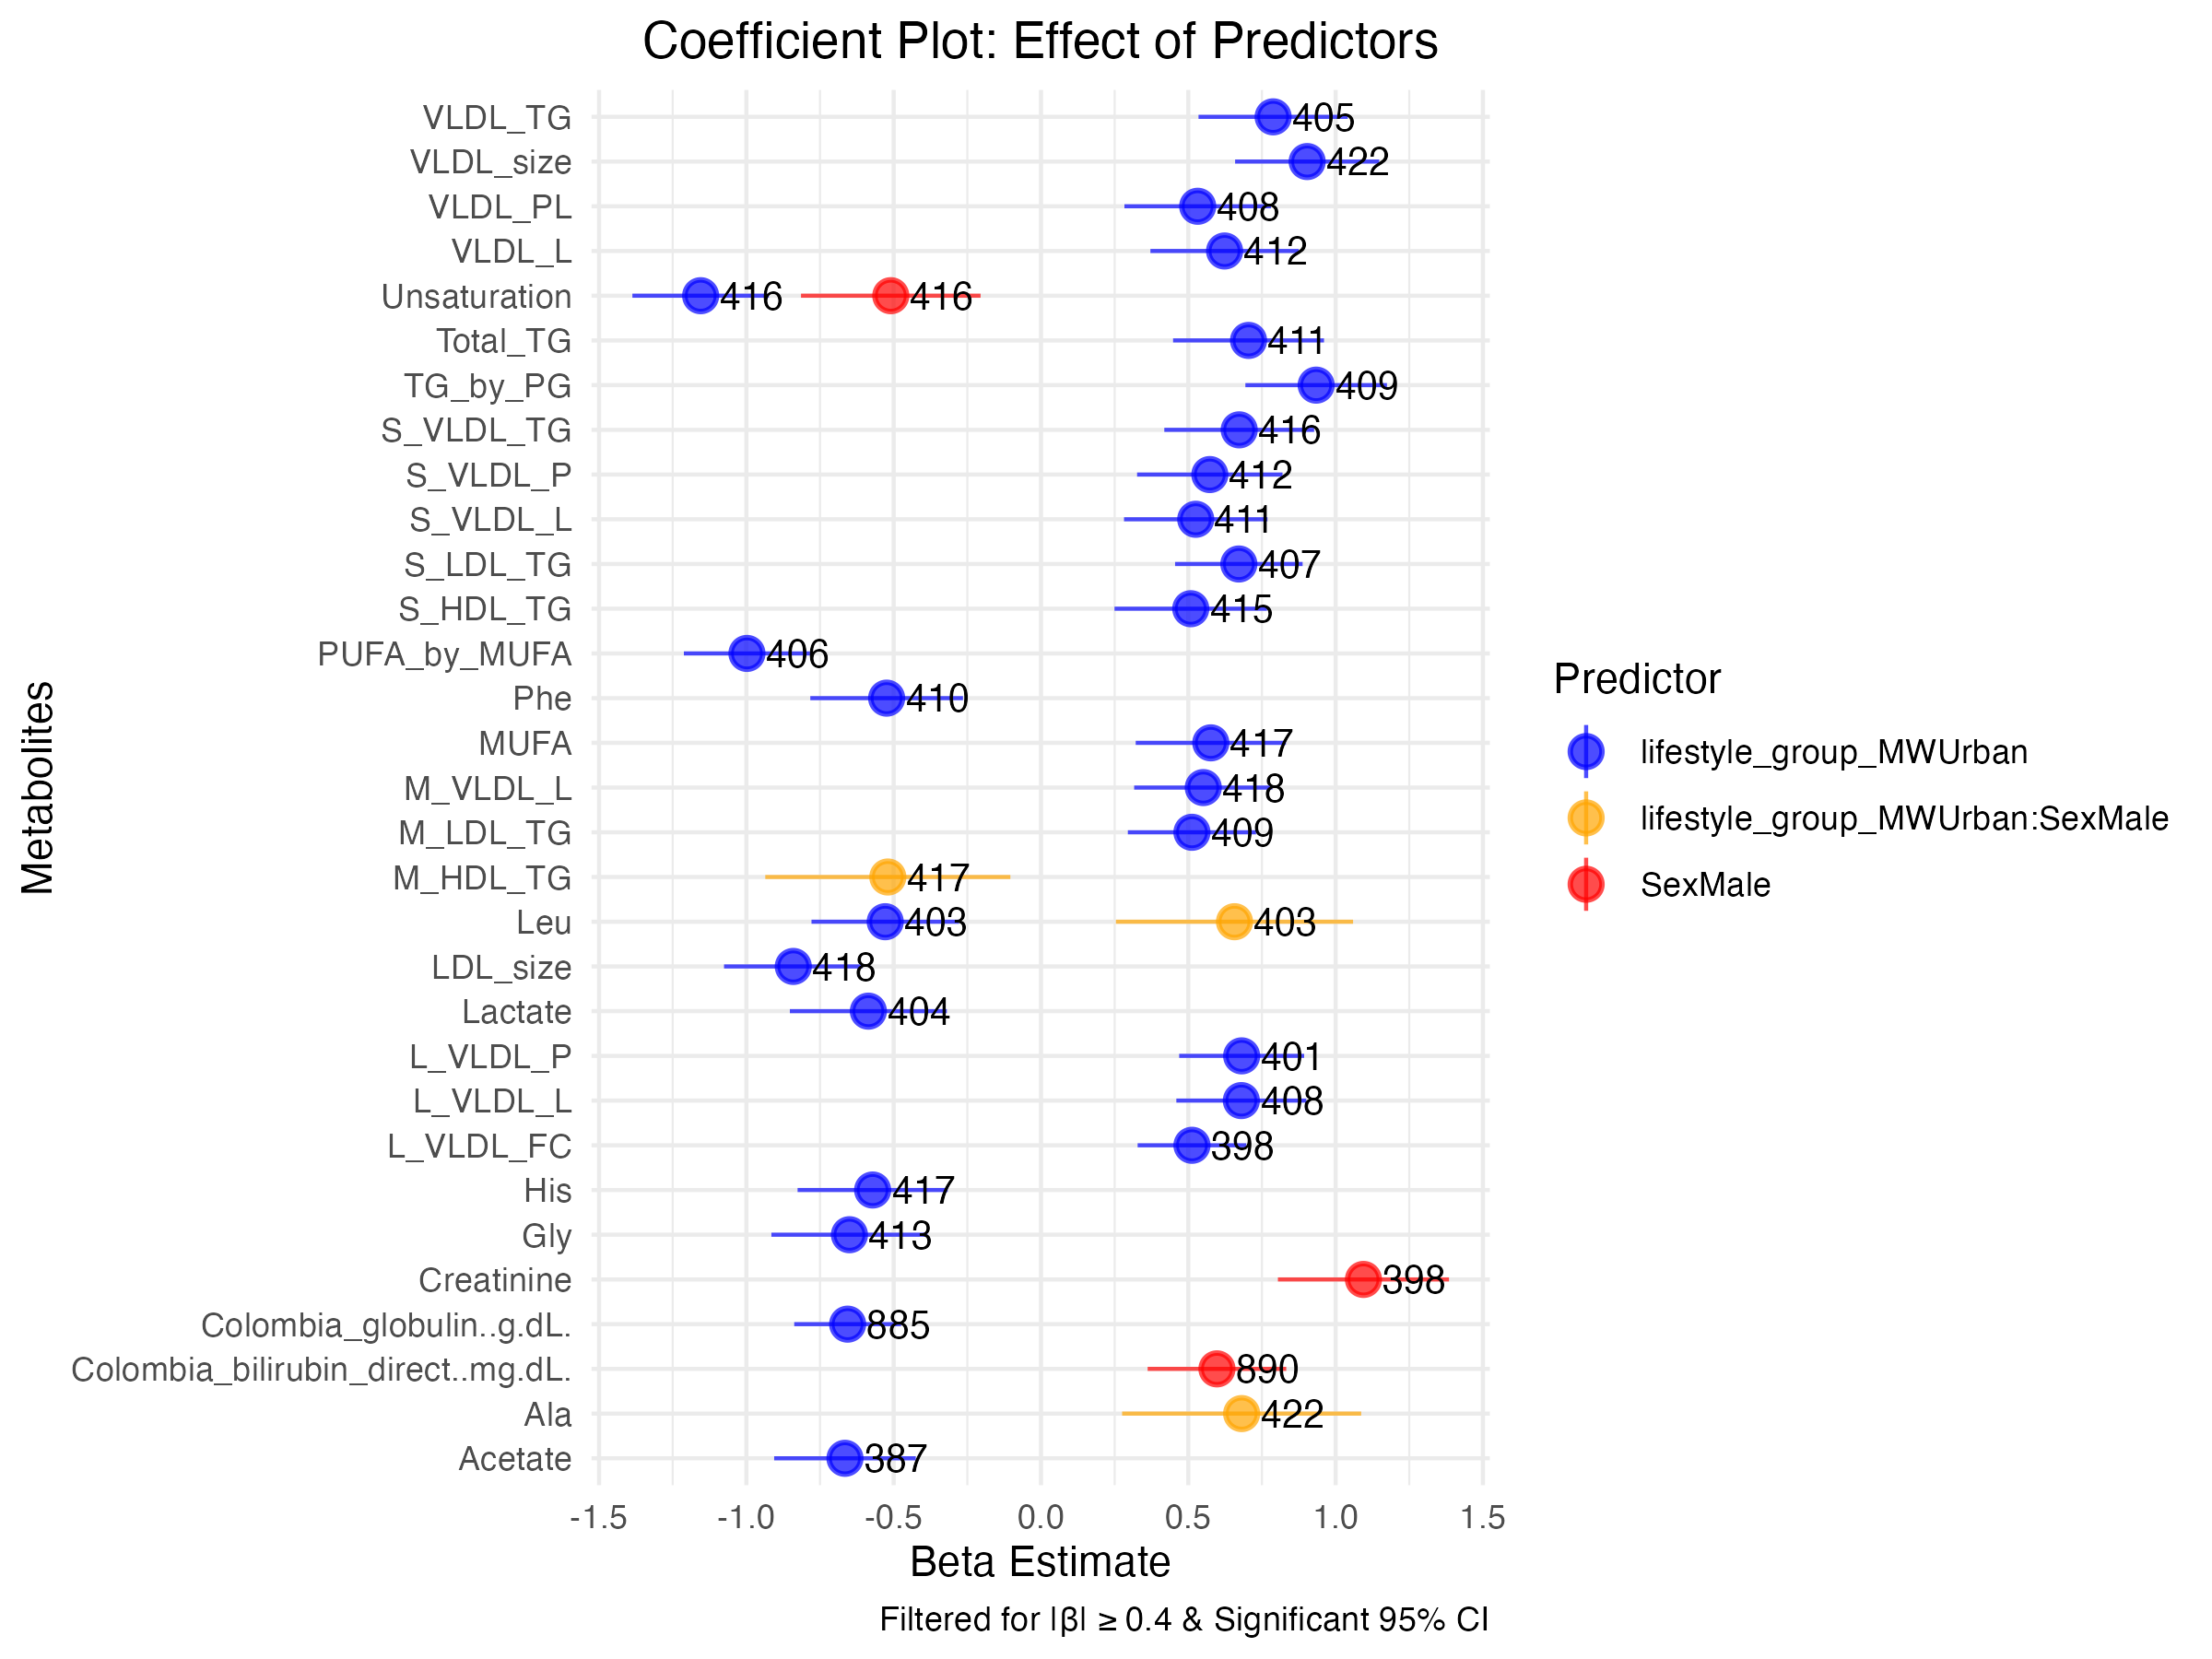 Coefficient Plot: Effect of Predictors
Metabolites
VLDL_TG 405
VLDL_size 422
VLDL_PL 408
VLDL_L 412
Unsaturation 416 416
Total_TG 411
TG_by_PG 409
S_VLDL_TG 416
S_VLDL_P 412
S_VLDL_L 411
S_LDL_TG 407
S_HDL_TG 415
PUFA_by_MUFA 406
Phe 410
MUFA 417
M_VLDL_L 418
M_LDL_TG 409
M_HDL_TG 417
Leu 403 403
LDL_size 418
Lactate 404
L_VLDL_P 401
L_VLDL_L 408
L_VLDL_FC 398
His 417
Gly 413
Creatinine 398
Colombia_globulin..g.dL. 885
Colombia_bilirubin_direct..mg.dL. 890
Ala 422
Acetate 387
-1.5 -1.0 -0.5 0.0 0.5 1.0 1.5
Beta Estimate
Filtered for |β| ≥ 0.4 & Significant 95% CI
Predictor
lifestyle_group_MWUrban
lifestyle_group_MWUrban:SexMale
SexMale